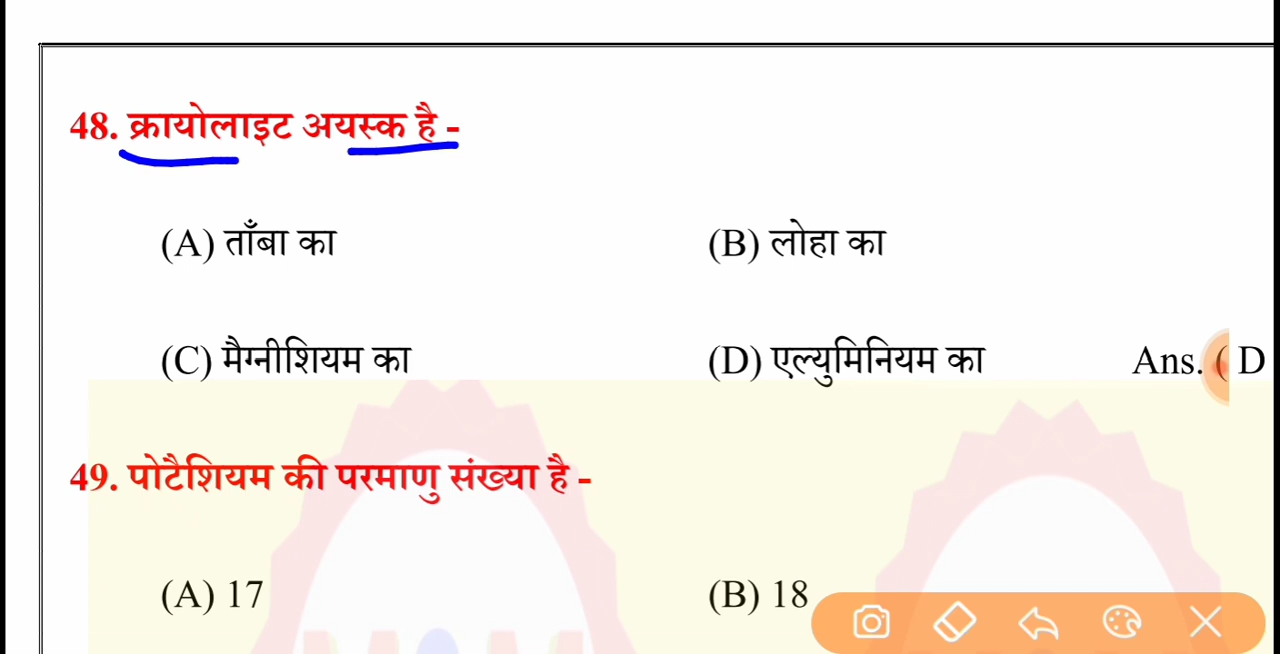 48. क्रायोलाइट अयस्क है -
(A) ताँबा का (B) लोहा का
(C) मैग्नीशियम का (D) एल्युमिनियम का Ans. ( D
49. पोटैशियम की परमाणु संख्या है -
(A) 17 (B) 18